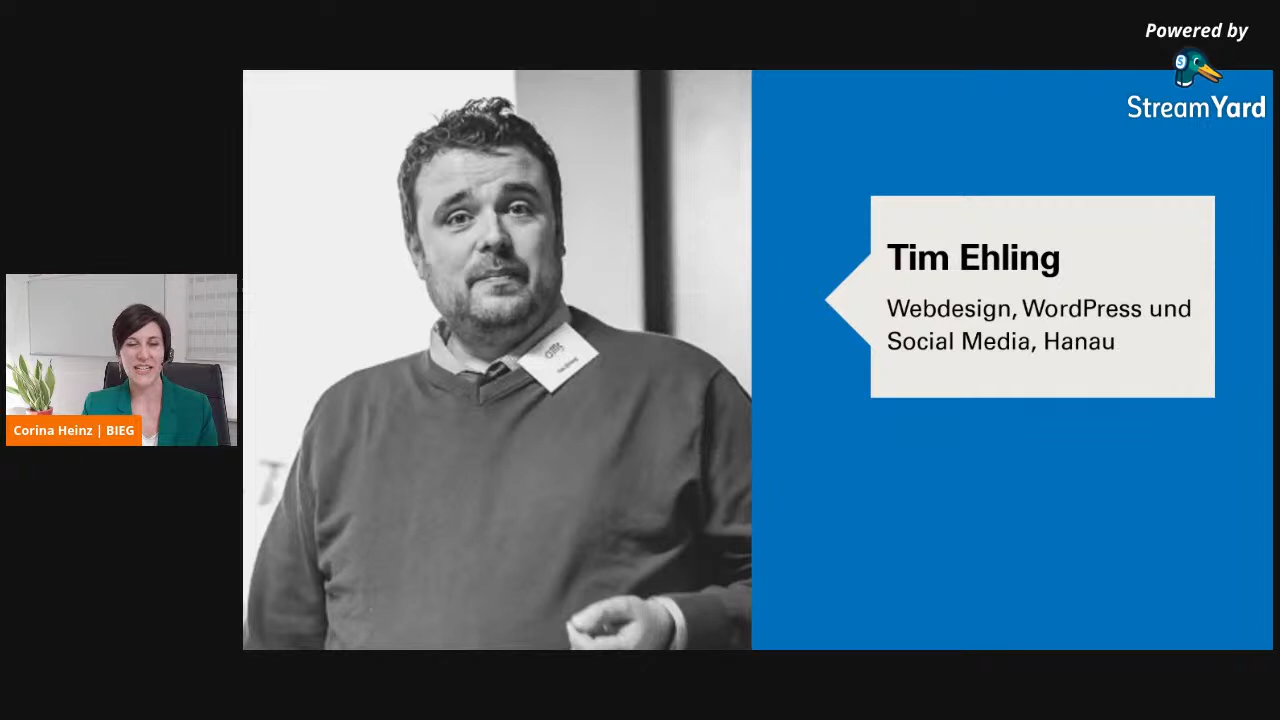 Powered by
StreamYard
Tim Ehling
Webdesign, WordPress und
Social Media, Hanau
Corina Heinz | BIEG